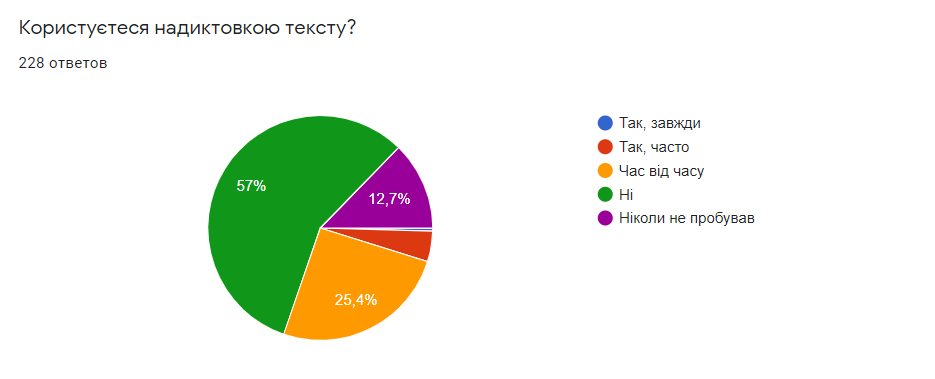 Користуєтеся надиктовкою тексту?
228 ответов
57%
12,7%
25,4%
Так, завжди
Так, часто
Час від часу
Ні
Ніколи не пробував